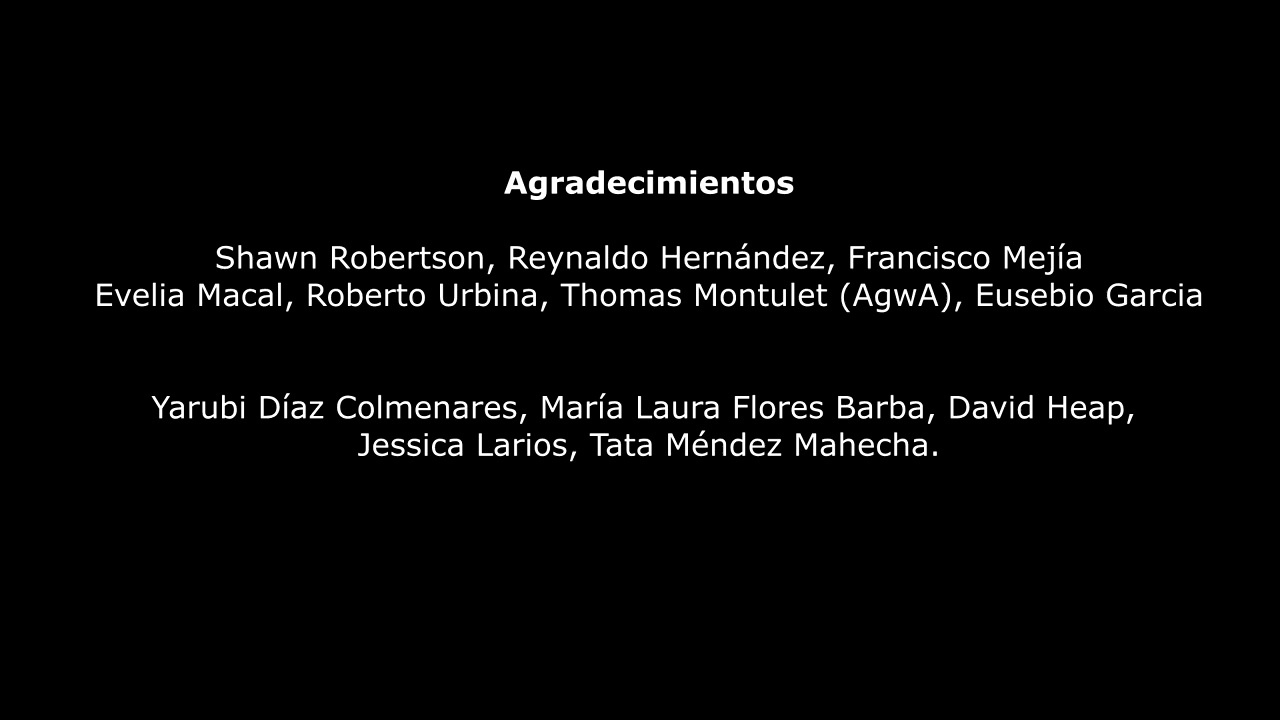 Agradecimientos
Shawn Robertson, Reynaldo Hernández, Francisco Mejía
Evelia Macal, Roberto Urbina, Thomas Montulet (AgwA), Eusebio Garcia
Yarubi Díaz Colmenares, María Laura Flores Barba, David Heap,
Jessica Larios, Tata Méndez Mahecha.